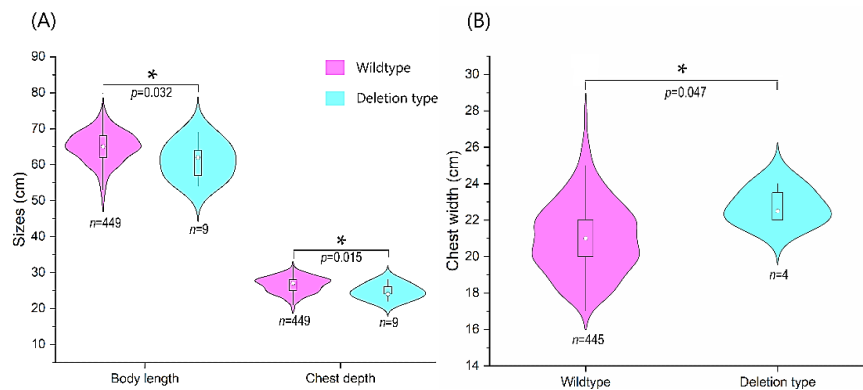 (A)
90
80
70
60
50
40
30
20
10
Sizes (cm)
*
p=0.032
n=449
n=9
Wildtype
Deletion type
*
p=0.015
n=449
n=9
Body length
Chest depth
(B)
30
28
26
24
22
20
18
16
14
Chest width (cm)
*
p=0.047
n=445
n=4
Wildtype
Deletion type